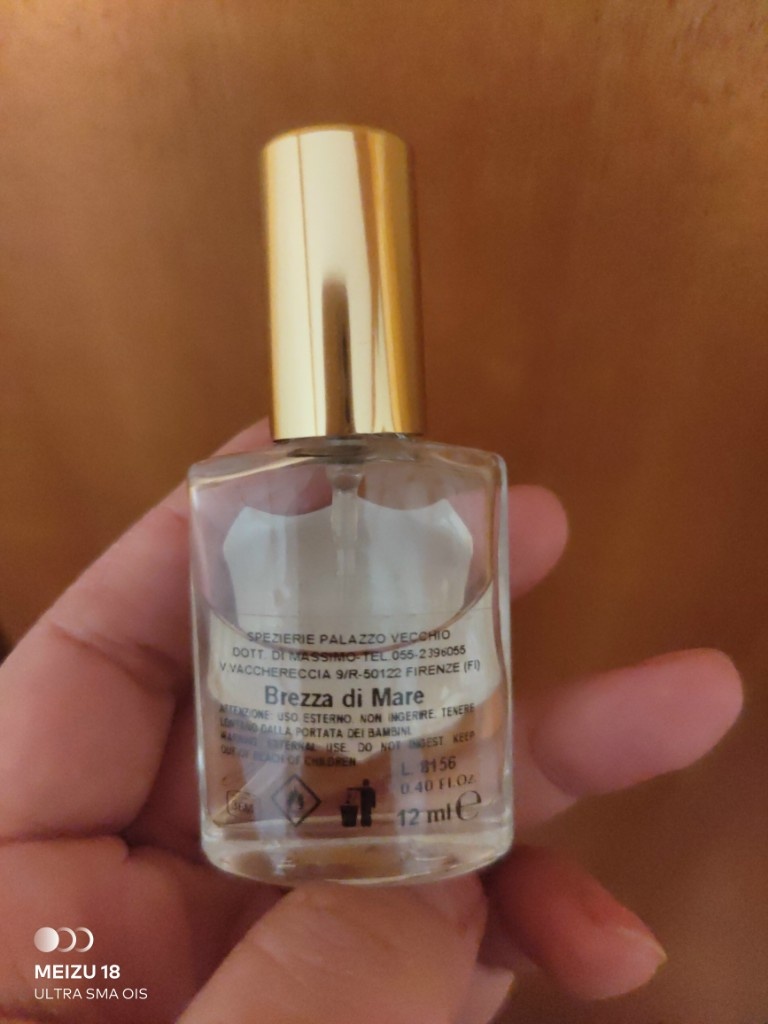 SPEZIERIE PALAZZO VECCHIO
DOTT. DI MASSIMO-TEL.055-2396055
V.VACCHERECCIA 9/R-50122 FIRENZE (FI)
Brezza di Mare
ATTENZIONE: USO ESTERNO. NON INGERIRE. TENERE
LONTANO DALLA PORTATA DEI BAMBINI.
WARNING: EXTERNAL USE. DO NOT INGEST. KEEP
OUT OF REACH OF CHILDREN
L. 8156
0.40 Fl.Oz.
12 ml e
MEIZU 18
ULTRA SMA OIS